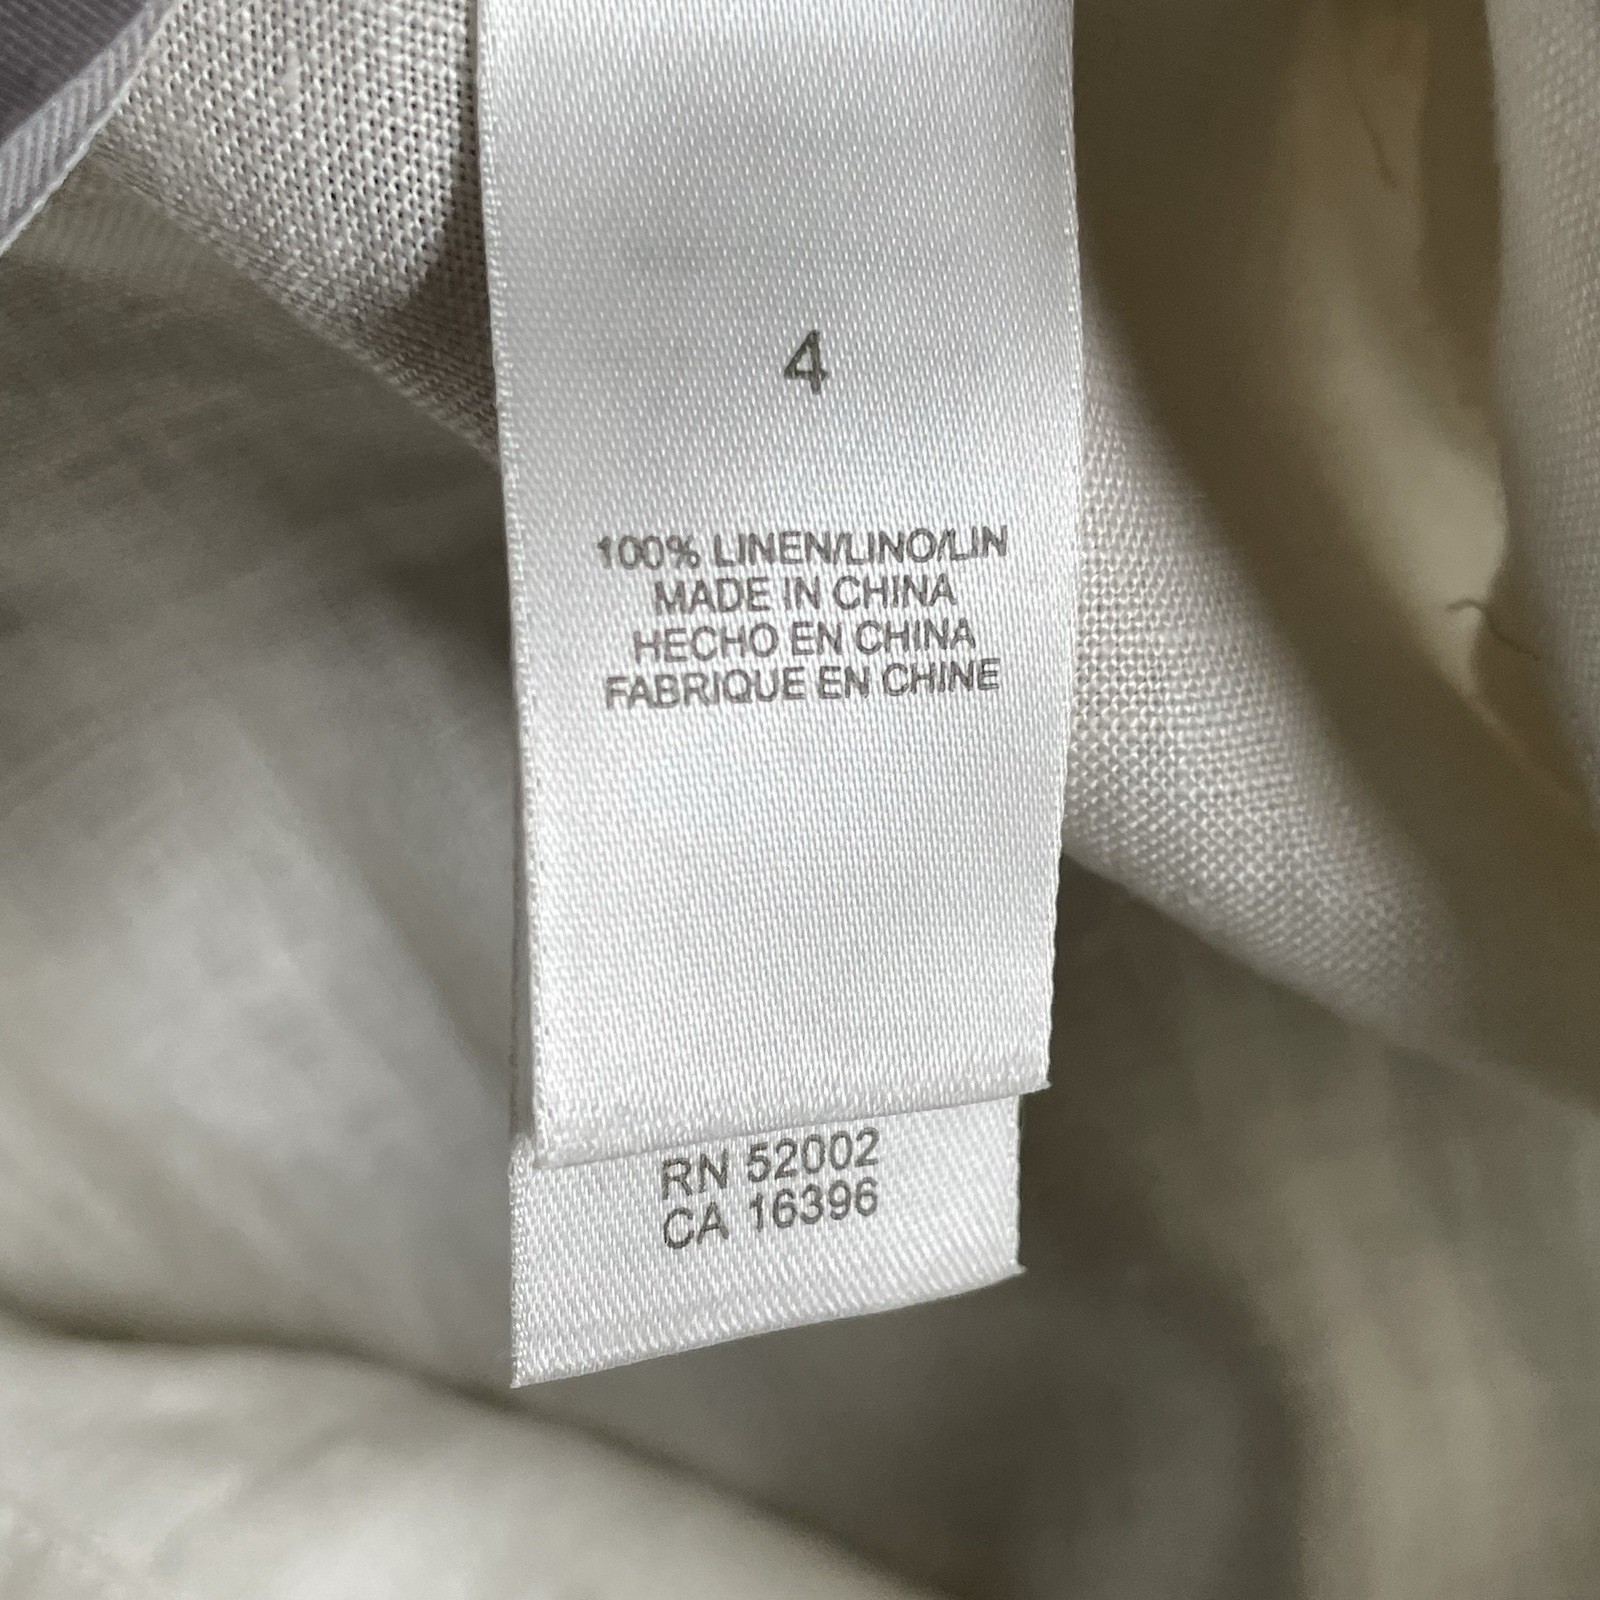 4
100% LINEN/LINO/LIN
MADE IN CHINA
HECHO EN CHINA
FABRIQUE EN CHINE
RN 52002
CA 16396